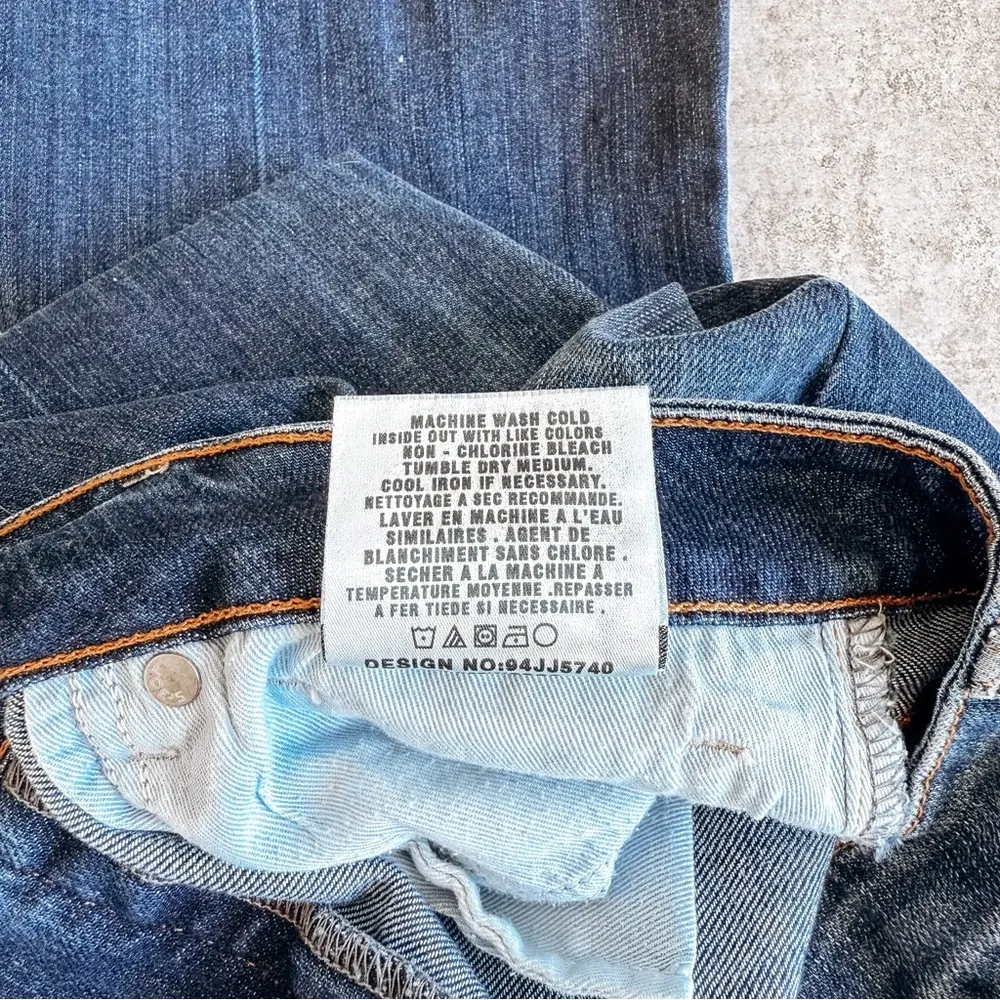 MACHINE WASH COLD
INSIDE OUT WITH LIKE COLORS
NON - CHLORINE BLEACH
TUMBLE DRY MEDIUM.
COOL IRON IF NECESSARY.
NETTOYAGE A SEC RECOMMANDE.
LAVER EN MACHINE A L'EAU
SIMILAIRES . AGENT DE
BLANCHIMENT SANS CHLORE .
SECHER A LA MACHINE A
TEMPERATURE MOYENNE .REPASSER
A FER TIEDE SI NECESSAIRE .
DESIGN NO:94JJ5740